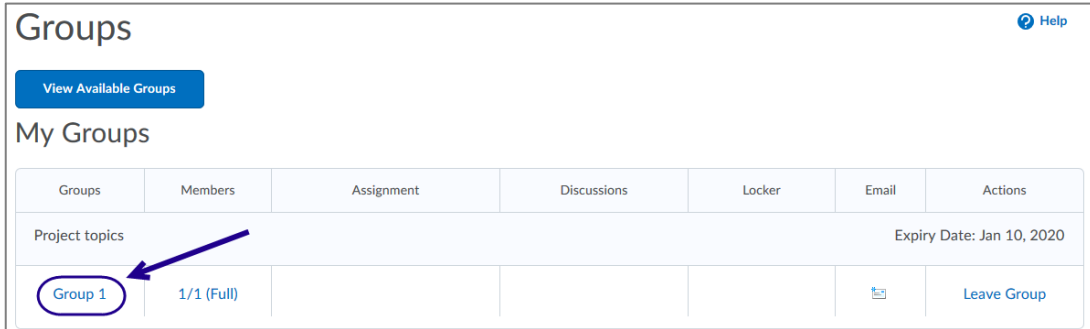 Groups
Help
View Available Groups
My Groups
Groups Members Assignment Discussions Locker Email Actions
Project topics Expiry Date: Jan 10, 2020
Group 1 1/1 (Full) Leave Group